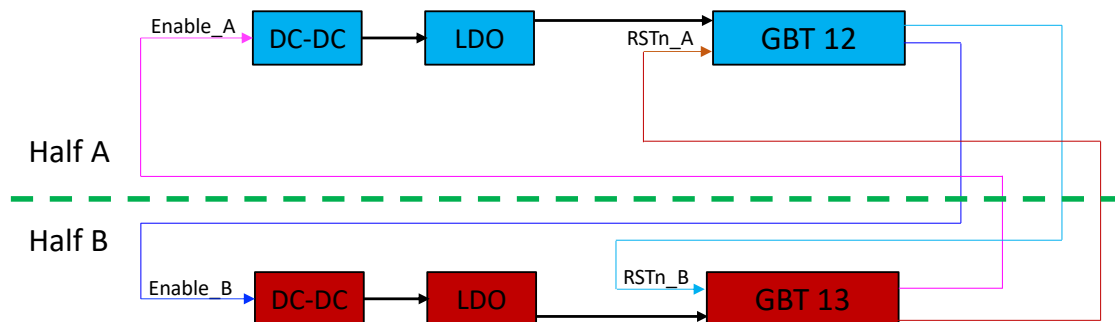 Enable_A
DC-DC
LDO
RSTn_A
GBT 12
Half A
Half B
Enable_B
DC-DC
LDO
RSTn_B
GBT 13